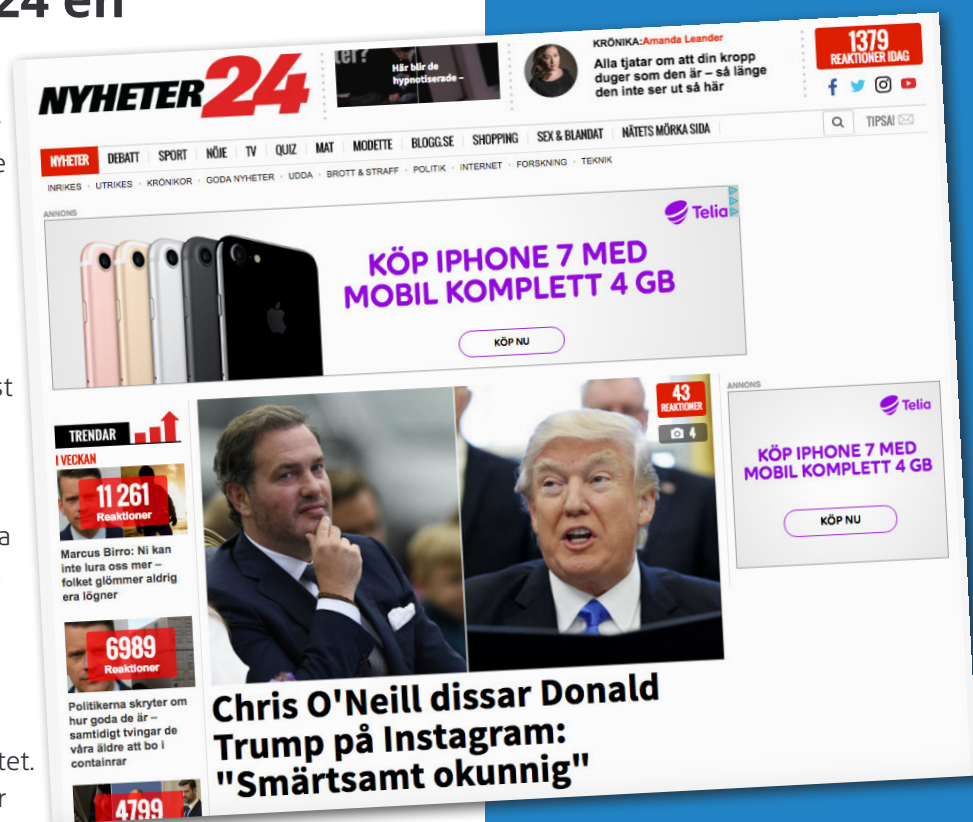 24 en
NYHETER24
Här blir de
hypnotiserade –
KRÖNIKA:Amanda Leander
Alla tjatar om att din kropp
duger som den är – så länge
den inte ser ut så här
1379
REAKTIONER IDAG
NYHETER DEBATT SPORT NÖJE TV QUIZ MAT MODETTE BLOGG.SE SHOPPING SEX & BLANDAT NÄTETS MÖRKA SIDA
TIPSA!
INRIKES · UTRIKES · KRÖNIKOR · GODA NYHETER · UDDA · BROTT & STRAFF · POLITIK · INTERNET · FORSKNING · TEKNIK
ANNONS
Telia
KÖP IPHONE 7 MED
MOBIL KOMPLETT 4 GB
KÖP NU
TRENDAR
I VECKAN
11 261
Reaktioner
Marcus Birro: Ni kan
inte lura oss mer –
folket glömmer aldrig
era lögner
6989
Reaktioner
Politikerna skryter om
hur goda de är –
samtidigt tvingar de
våra äldre att bo i
containrar
4799
43
REAKTIONER
4
Chris O'Neill dissar Donald
Trump på Instagram:
"Smärtsamt okunnig"
ANNONS
Telia
KÖP IPHONE 7 MED
MOBIL KOMPLETT 4 GB
KÖP NU